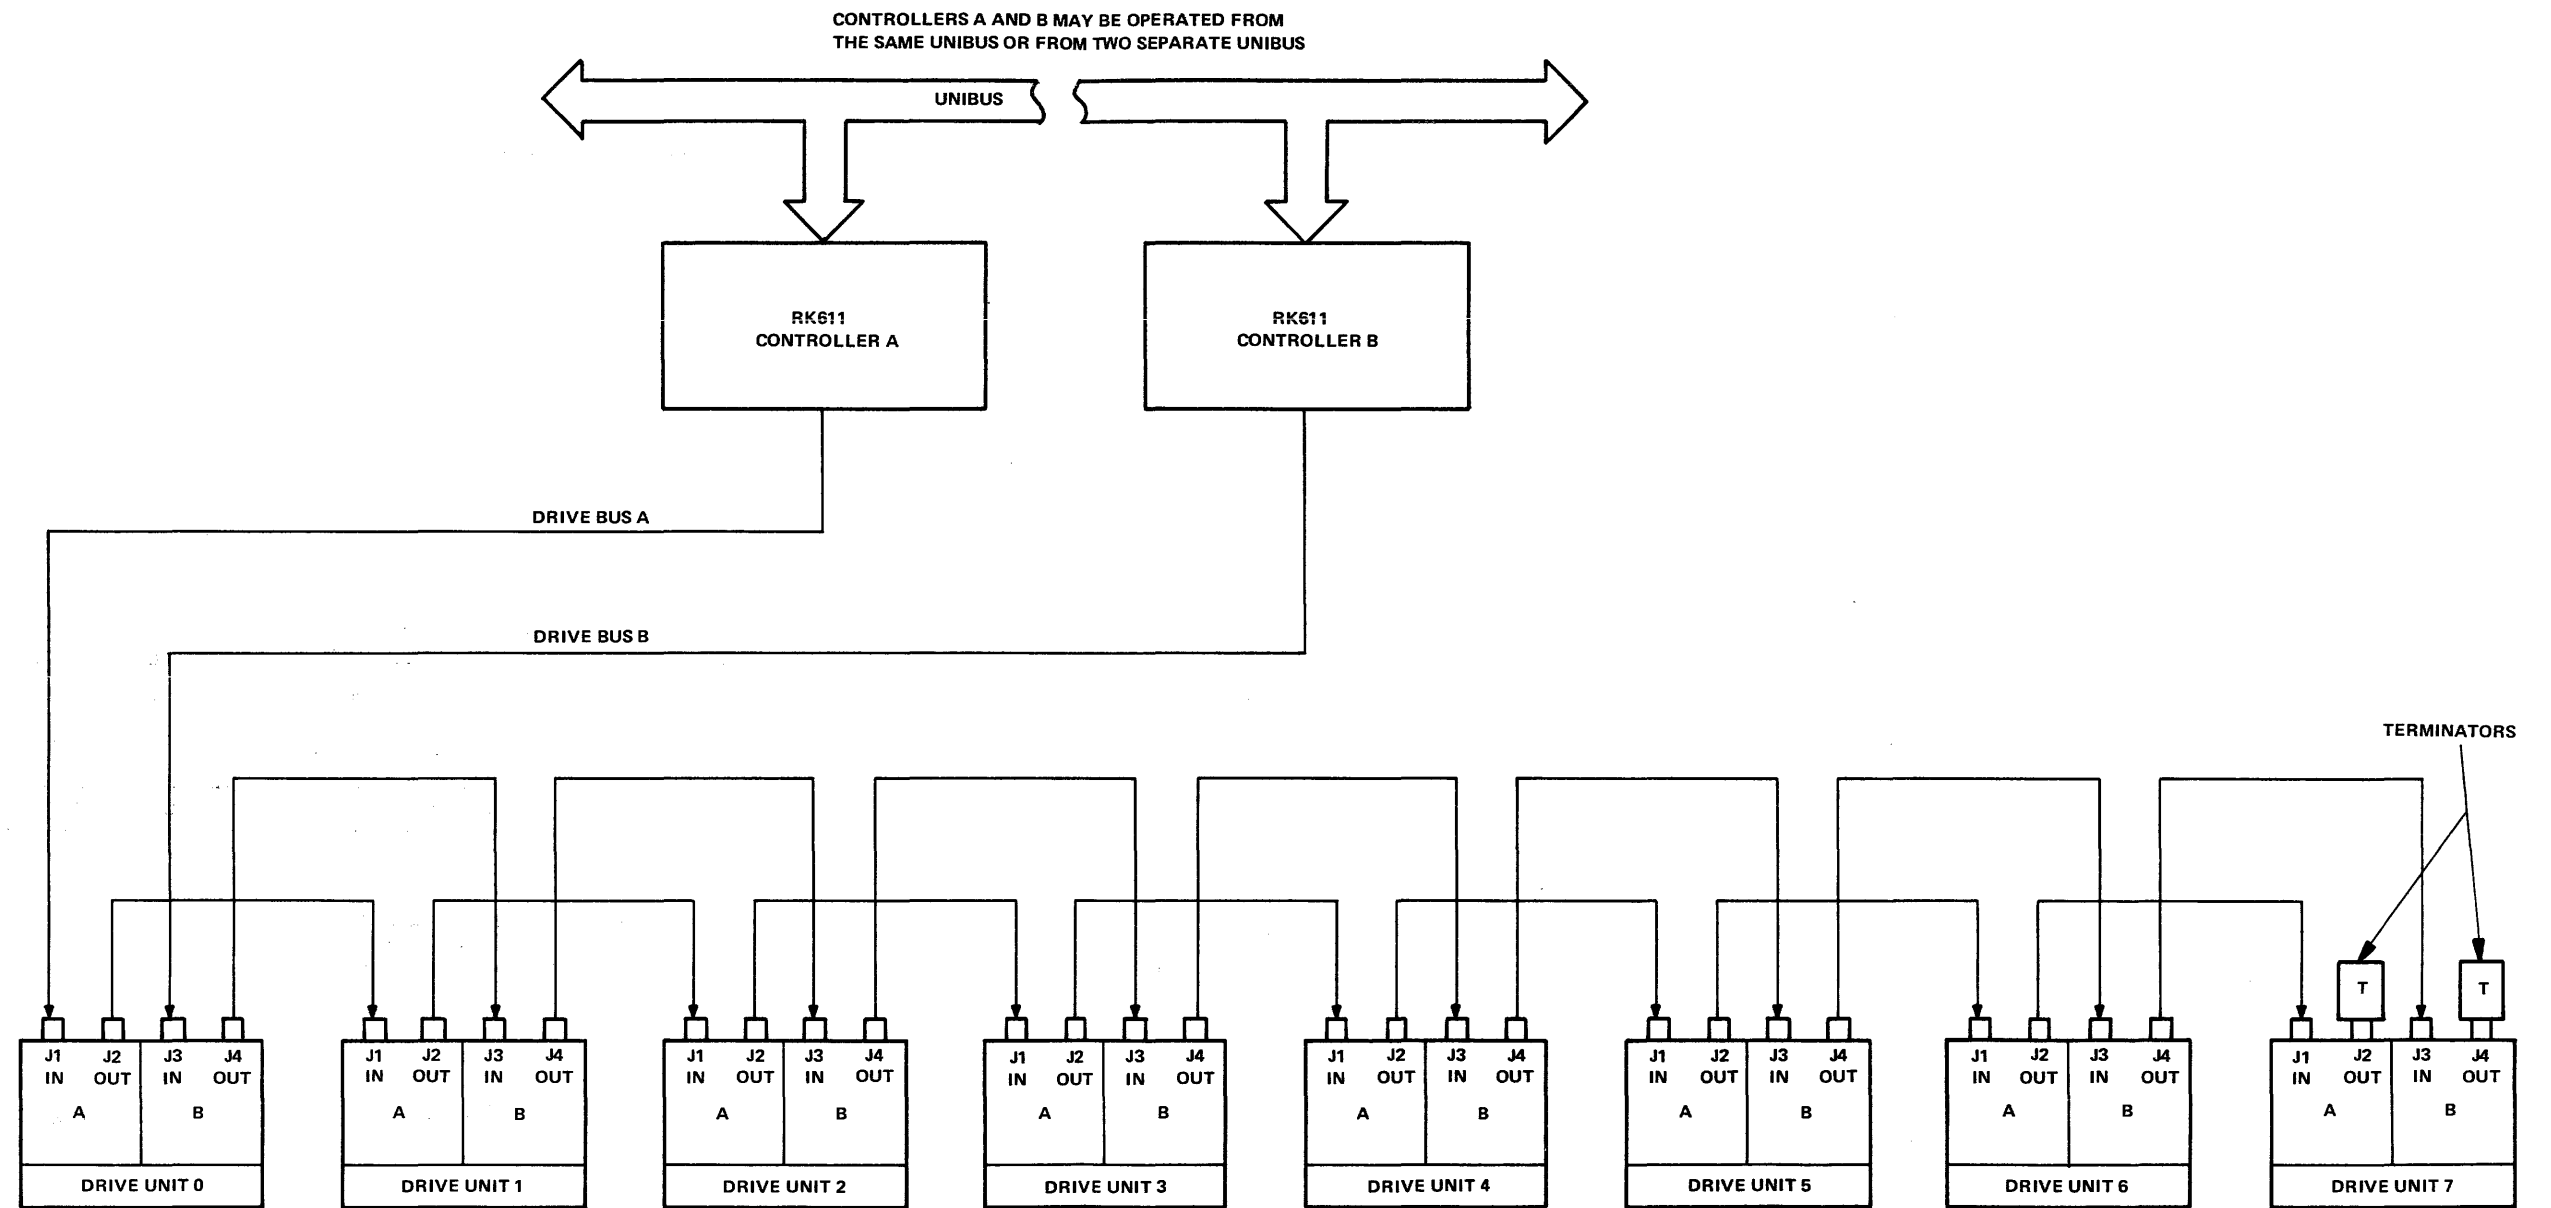 CONTROLLERS A AND B MAY BE OPERATED FROM
THE SAME UNIBUS OR FROM TWO SEPARATE UNIBUS
UNIBUS
RK611
CONTROLLER A
RK611
CONTROLLER B
DRIVE BUS A
DRIVE BUS B
TERMINATORS
T T
J1 J2 J3 J4 J1 J2 J3 J4 J1 J2 J3 J4 J1 J2 J3 J4 J1 J2 J3 J4 J1 J2 J3 J4 J1 J2 J3 J4 J1 J2 J3 J4
IN OUT IN OUT IN OUT IN OUT IN OUT IN OUT IN OUT IN OUT IN OUT IN OUT IN OUT IN OUT IN OUT IN OUT IN OUT IN OUT
A B A B A B A B A B A B A B A B
DRIVE UNIT 0 DRIVE UNIT 1 DRIVE UNIT 2 DRIVE UNIT 3 DRIVE UNIT 4 DRIVE UNIT 5 DRIVE UNIT 6 DRIVE UNIT 7